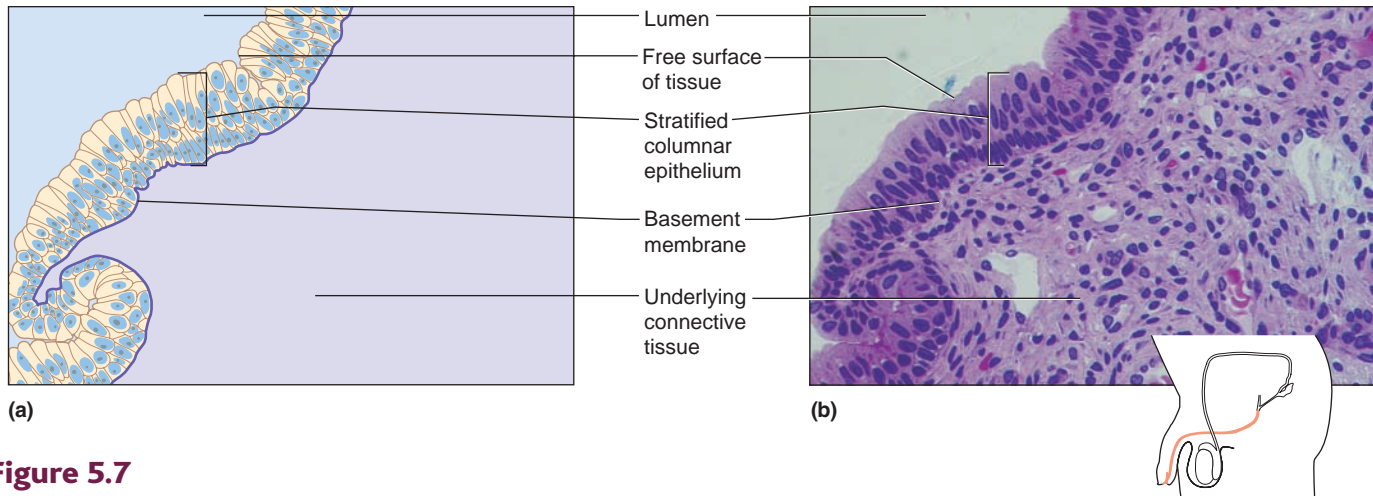 Lumen
Free surface
of tissue
Stratified
columnar
epithelium
Basement
membrane
Underlying
connective
tissue
(a)
(b)
Figure 5.7